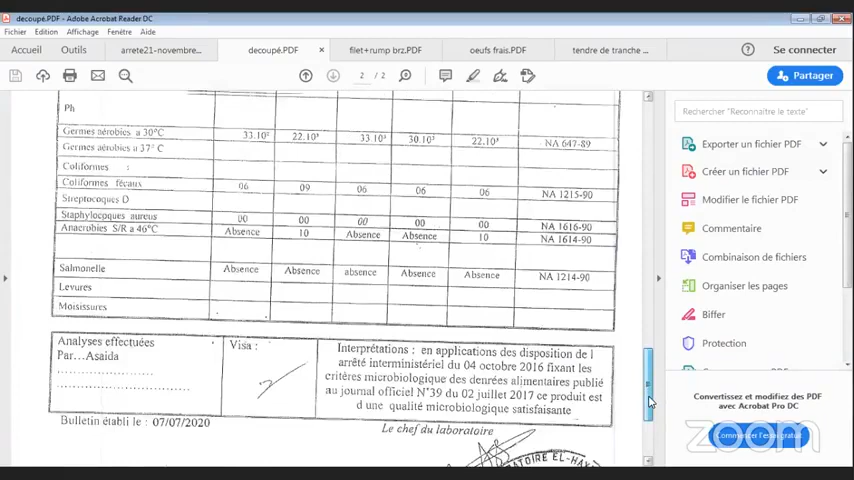 decoupé.PDF - Adobe Acrobat Reader DC
Fichier Edition Affichage Fenêtre Aide
Accueil Outils arrete21-novembre... decoupé.PDF × filet+rump brz.PDF oeufs frais.PDF tendre de tranche ... Se connecter
2 / 2 Partager
Ph
Germes aérobies a 30°C 33.10³ 22.10³ 33.10³ 30.10³ 22.10³ NA 647-89
Germes aérobies a 37° C
Coliformes
Coliformes fécaux 06 09 06 06 06 NA 1215-90
Streptocoques D
Staphylocpques aureus 00 00 00 00 00 NA 1616-90
Anacrobies S/R a 46°C Absence 10 Absence Absence 10 NA 1614-90
Salmonelle Absence Absence absence Absence Absence NA 1214-90
Levures
Moisissures
Analyses effectuées
Par...Asaida
Visa :
Interprétations : en applications des disposition de l
arrêté interministériel du 04 octobre 2016 fixant les
critères microbiologique des denrées alimentaires publié
au journal officiel N°39 du 02 juillet 2017 ce produit est
d une qualité microbiologique satisfaisante
Bulletin établi le : 07/07/2020
Le chef du laboratoire
Rechercher 'Reconnaître le texte'
Exporter un fichier PDF
Créer un fichier PDF
Modifier le fichier PDF
Commentaire
Combinaison de fichiers
Organiser les pages
Biffer
Protection
Convertissez et modifiez des PDF
avec Acrobat Pro DC
Commencer l'essai gratuit
zoom